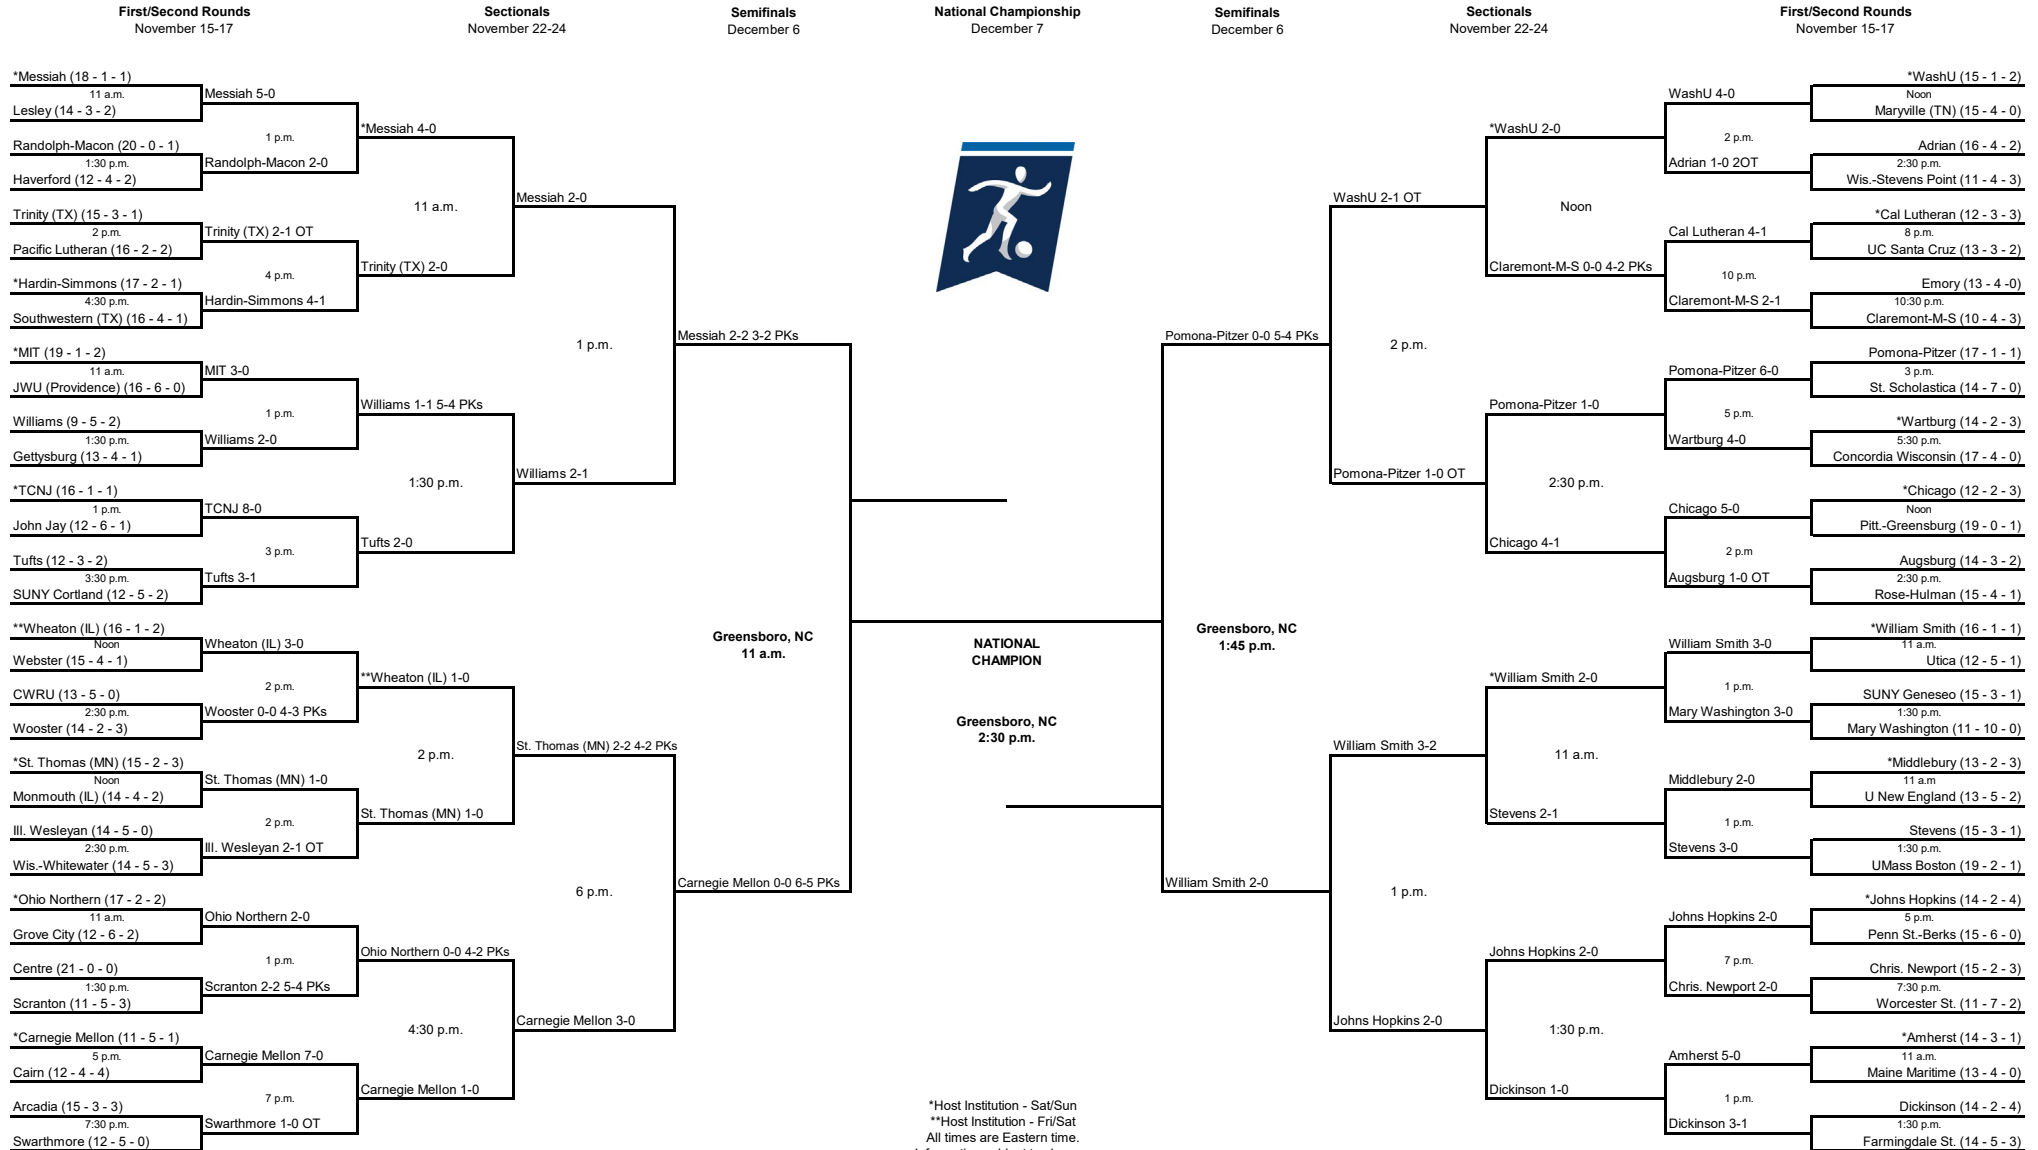 First/Second Rounds
November 15-17
Sectionals
November 22-24
Semifinals
December 6
National Championship
December 7
Semifinals
December 6
Sectionals
November 22-24
First/Second Rounds
November 15-17
*Messiah (18 - 1 - 1)
11 a.m.
Lesley (14 - 3 - 2)
Randolph-Macon (20 - 0 - 1)
1:30 p.m.
Haverford (12 - 4 - 2)
Trinity (TX) (15 - 3 - 1)
2 p.m.
Pacific Lutheran (16 - 2 - 2)
*Hardin-Simmons (17 - 2 - 1)
4:30 p.m.
Southwestern (TX) (16 - 4 - 1)
*MIT (19 - 1 - 2)
11 a.m.
JWU (Providence) (16 - 6 - 0)
Williams (9 - 5 - 2)
1:30 p.m.
Gettysburg (13 - 4 - 1)
*TCNJ (16 - 1 - 1)
1 p.m.
John Jay (12 - 6 - 1)
Tufts (12 - 3 - 2)
3:30 p.m.
SUNY Cortland (12 - 5 - 2)
**Wheaton (IL) (16 - 1 - 2)
Noon
Webster (15 - 4 - 1)
CWRU (13 - 5 - 0)
2:30 p.m.
Wooster (14 - 2 - 3)
*St. Thomas (MN) (15 - 2 - 3)
Noon
Monmouth (IL) (14 - 4 - 2)
Ill. Wesleyan (14 - 5 - 0)
2:30 p.m.
Wis.-Whitewater (14 - 5 - 3)
*Ohio Northern (17 - 2 - 2)
11 a.m.
Grove City (12 - 6 - 2)
Centre (21 - 0 - 0)
1:30 p.m.
Scranton (11 - 5 - 3)
*Carnegie Mellon (11 - 5 - 1)
5 p.m.
Cairn (12 - 4 - 4)
Arcadia (15 - 3 - 3)
7:30 p.m.
Swarthmore (12 - 5 - 0)
Messiah 5-0
1 p.m.
Randolph-Macon 2-0
Trinity (TX) 2-1 OT
4 p.m.
Hardin-Simmons 4-1
MIT 3-0
1 p.m.
Williams 2-0
TCNJ 8-0
3 p.m.
Tufts 3-1
Wheaton (IL) 3-0
2 p.m.
Wooster 0-0 4-3 PKs
St. Thomas (MN) 1-0
2 p.m.
Ill. Wesleyan 2-1 OT
Ohio Northern 2-0
1 p.m.
Scranton 2-2 5-4 PKs
Carnegie Mellon 7-0
7 p.m.
Swarthmore 1-0 OT
*Messiah 4-0
11 a.m.
Trinity (TX) 2-0
Williams 1-1 5-4 PKs
1:30 p.m.
Tufts 2-0
**Wheaton (IL) 1-0
2 p.m.
St. Thomas (MN) 1-0
Ohio Northern 0-0 4-2 PKs
4:30 p.m.
Carnegie Mellon 1-0
Messiah 2-0
1 p.m.
Williams 2-1
St. Thomas (MN) 2-2 4-2 PKs
6 p.m.
Carnegie Mellon 3-0
Messiah 2-2 3-2 PKs
Greensboro, NC
11 a.m.
Carnegie Mellon 0-0 6-5 PKs
NATIONAL
CHAMPION
Greensboro, NC
2:30 p.m.
Pomona-Pitzer 0-0 5-4 PKs
Greensboro, NC
1:45 p.m.
William Smith 2-0
WashU 2-1 OT
2 p.m.
Pomona-Pitzer 1-0 OT
William Smith 3-2
1 p.m.
Johns Hopkins 2-0
*WashU 2-0
Noon
Claremont-M-S 0-0 4-2 PKs
Pomona-Pitzer 1-0
2:30 p.m.
Chicago 4-1
*William Smith 2-0
11 a.m.
Stevens 2-1
Johns Hopkins 2-0
1:30 p.m.
Dickinson 1-0
WashU 4-0
2 p.m.
Adrian 1-0 2OT
Cal Lutheran 4-1
10 p.m.
Claremont-M-S 2-1
Pomona-Pitzer 6-0
5 p.m.
Wartburg 4-0
Chicago 5-0
2 p.m
Augsburg 1-0 OT
William Smith 3-0
1 p.m.
Mary Washington 3-0
Middlebury 2-0
1 p.m.
Stevens 3-0
Johns Hopkins 2-0
7 p.m.
Chris. Newport 2-0
Amherst 5-0
1 p.m.
Dickinson 3-1
*WashU (15 - 1 - 2)
Noon
Maryville (TN) (15 - 4 - 0)
Adrian (16 - 4 - 2)
2:30 p.m.
Wis.-Stevens Point (11 - 4 - 3)
*Cal Lutheran (12 - 3 - 3)
8 p.m.
UC Santa Cruz (13 - 3 - 2)
Emory (13 - 4 -0)
10:30 p.m.
Claremont-M-S (10 - 4 - 3)
Pomona-Pitzer (17 - 1 - 1)
3 p.m.
St. Scholastica (14 - 7 - 0)
*Wartburg (14 - 2 - 3)
5:30 p.m.
Concordia Wisconsin (17 - 4 - 0)
*Chicago (12 - 2 - 3)
Noon
Pitt.-Greensburg (19 - 0 - 1)
Augsburg (14 - 3 - 2)
2:30 p.m.
Rose-Hulman (15 - 4 - 1)
*William Smith (16 - 1 - 1)
11 a.m.
Utica (12 - 5 - 1)
SUNY Geneseo (15 - 3 - 1)
1:30 p.m.
Mary Washington (11 - 10 - 0)
*Middlebury (13 - 2 - 3)
11 a.m
U New England (13 - 5 - 2)
Stevens (15 - 3 - 1)
1:30 p.m.
UMass Boston (19 - 2 - 1)
*Johns Hopkins (14 - 2 - 4)
5 p.m.
Penn St.-Berks (15 - 6 - 0)
Chris. Newport (15 - 2 - 3)
7:30 p.m.
Worcester St. (11 - 7 - 2)
*Amherst (14 - 3 - 1)
11 a.m.
Maine Maritime (13 - 4 - 0)
Dickinson (14 - 2 - 4)
1:30 p.m.
Farmingdale St. (14 - 5 - 3)
*Host Institution - Sat/Sun
**Host Institution - Fri/Sat
All times are Eastern time.